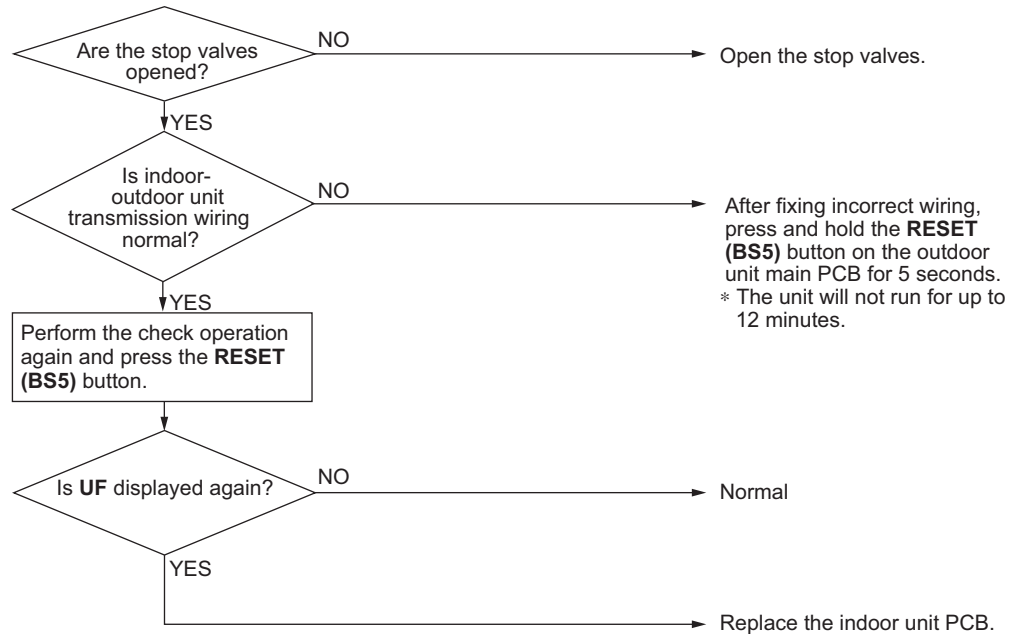 Are the stop valves
opened?
NO
Open the stop valves.
YES
Is indoor-
outdoor unit
transmission wiring
normal?
NO
After fixing incorrect wiring,
press and hold the RESET
(BS5) button on the outdoor
unit main PCB for 5 seconds.
* The unit will not run for up to
12 minutes.
YES
Perform the check operation
again and press the RESET
(BS5) button.
Is UF displayed again?
NO
Normal
YES
Replace the indoor unit PCB.